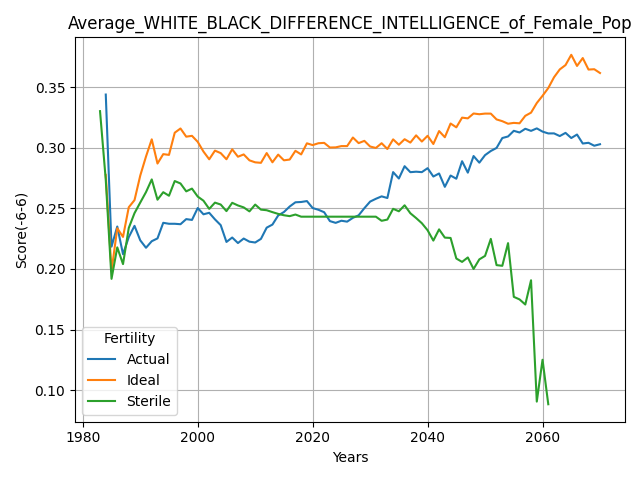 Average_WHITE_BLACK_DIFFERENCE_INTELLIGENCE_of_Female_Pop
0.35
0.30
0.25
0.20
0.15
0.10
Score(-6-6)
Fertility
Actual
Ideal
Sterile
1980
2000
2020
2040
2060
Years